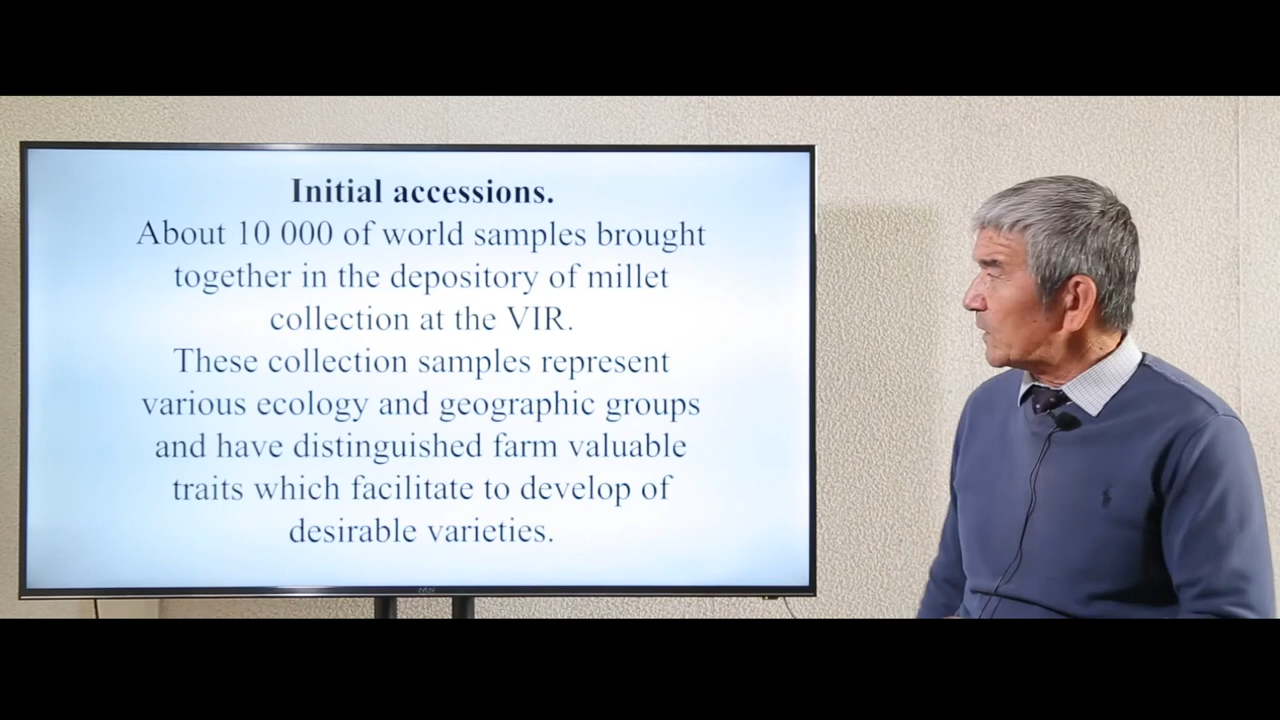 Initial accessions.
About 10 000 of world samples brought
together in the depository of millet
collection at the VIR.
These collection samples represent
various ecology and geographic groups
and have distinguished farm valuable
traits which facilitate to develop of
desirable varieties.